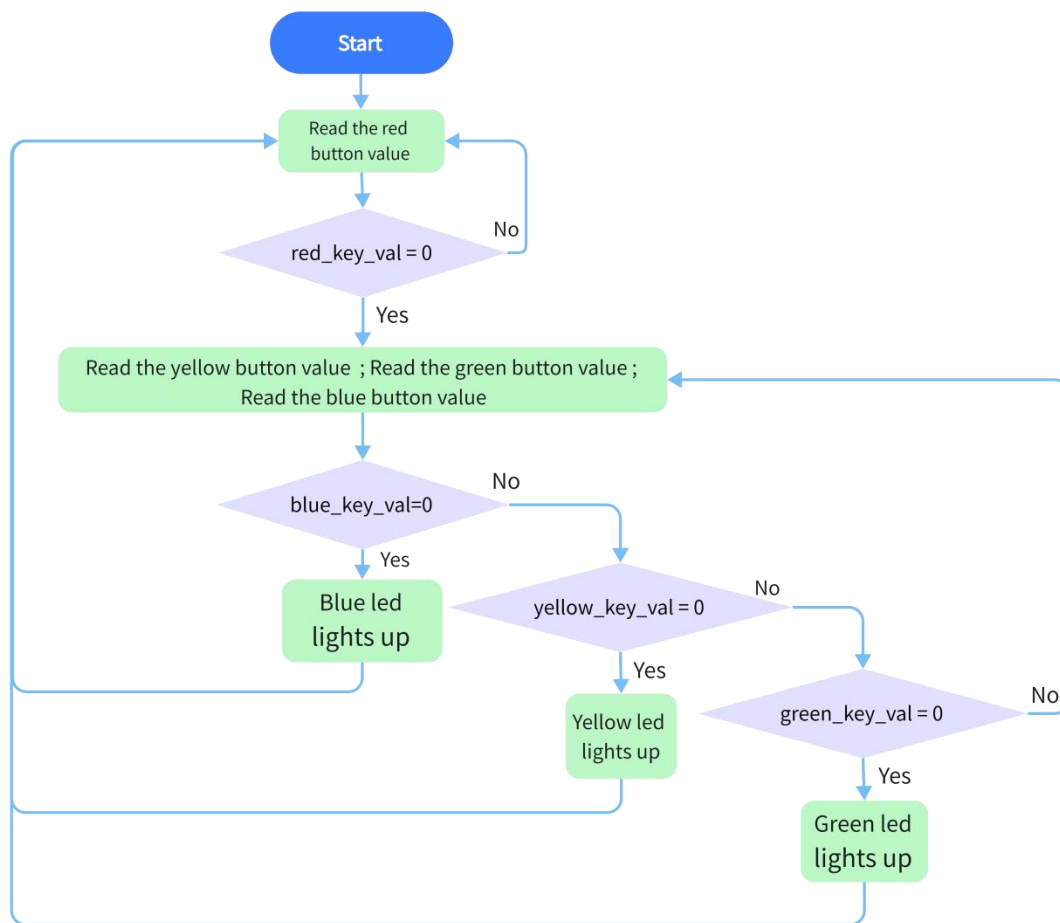 Start
Read the red
button value
No
red_key_val = 0
Yes
Read the yellow button value ; Read the green button value ;
Read the blue button value
No
blue_key_val=0
Yes
Blue led
lights up
No
yellow_key_val = 0
Yes
Yellow led
lights up
No
green_key_val = 0
Yes
Green led
lights up